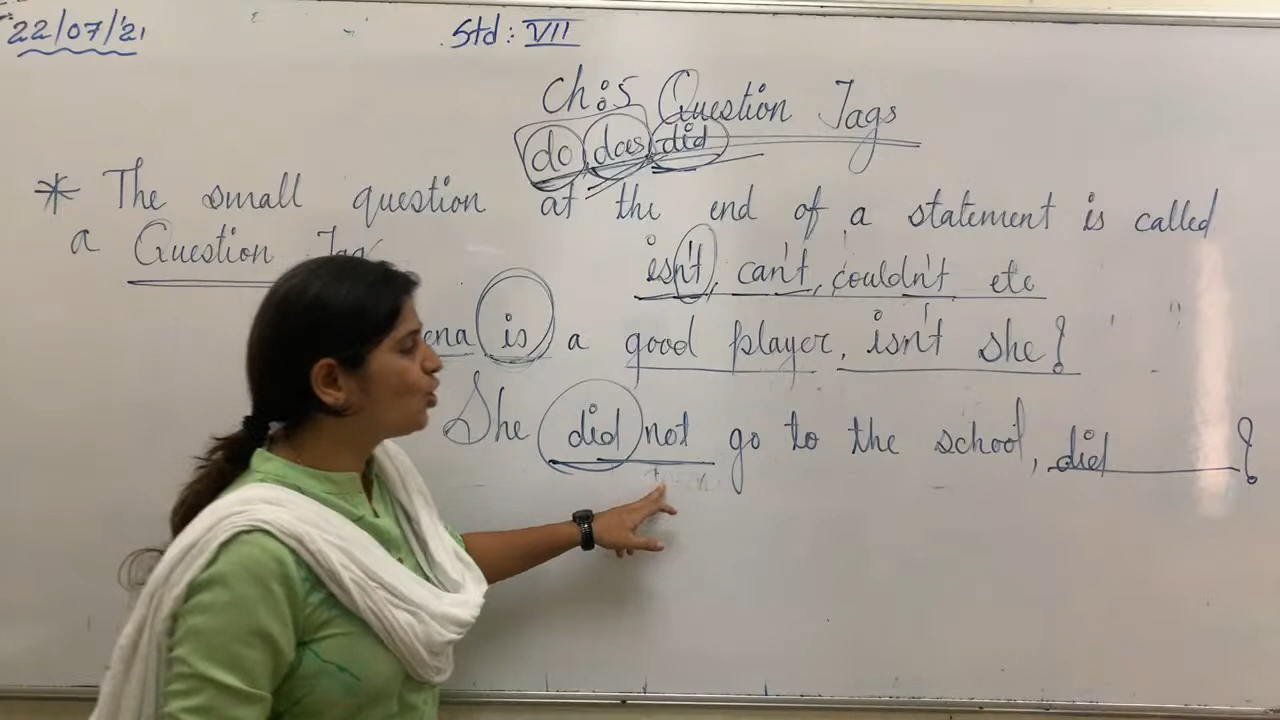 22/07/21
Std: VII
Ch:5 Question Tags
do, does, did
* The small question at the end of a statement is called
a Question Tag
isn't, can't, couldn't etc
is a good player, isn't she?
She did not go to the school, did ?